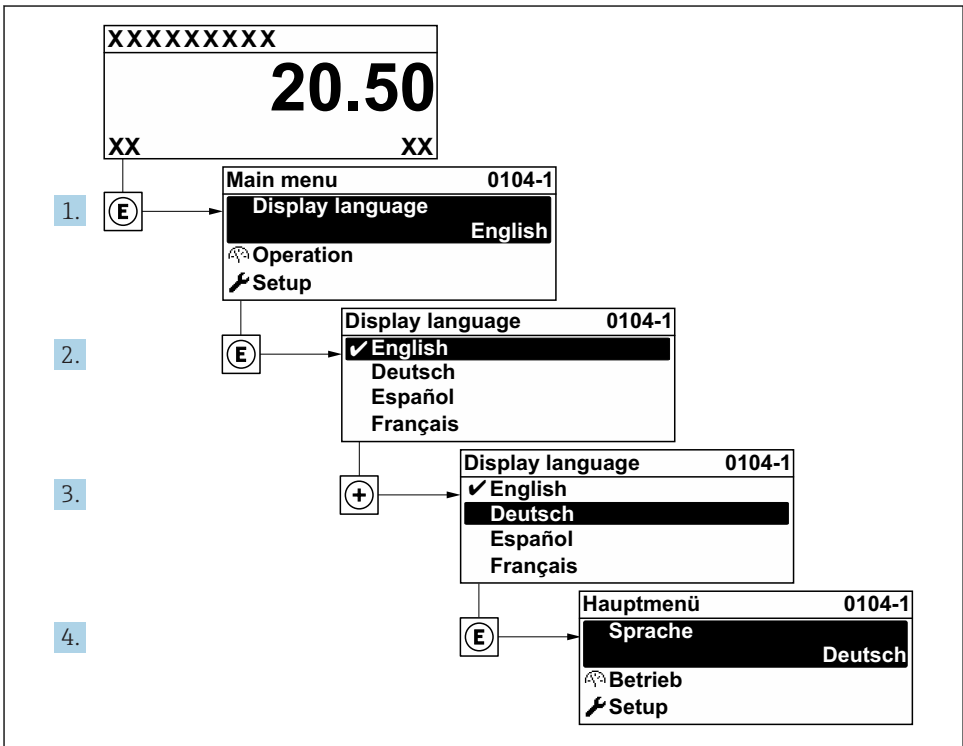 XXXXXXXXX
20.50
XX XX
1. E
Main menu 0104-1
Display language
English
Operation
Setup
2. E
Display language 0104-1
✔English
Deutsch
Español
Français
3. +
Display language 0104-1
✔English
Deutsch
Español
Français
4. E
Hauptmenü 0104-1
Sprache
Deutsch
Betrieb
Setup